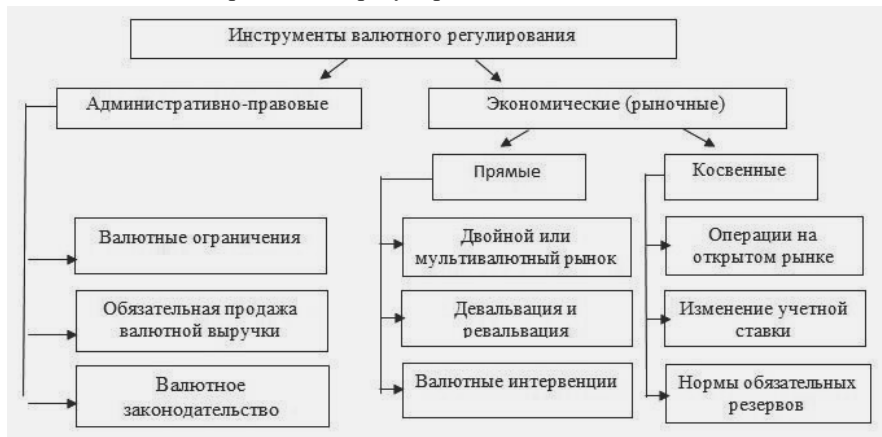 Инструменты валютного регулирования
Административно-правовые
Экономические (рыночные)
Прямые
Косвенные
Валютные ограничения
Двойной или
мультивалютный рынок
Операции на
открытом рынке
Обязательная продажа
валютной выручки
Девальвация и
ревальвация
Изменение учетной
ставки
Валютное
законодательство
Валютные интервенции
Нормы обязательных
резервов